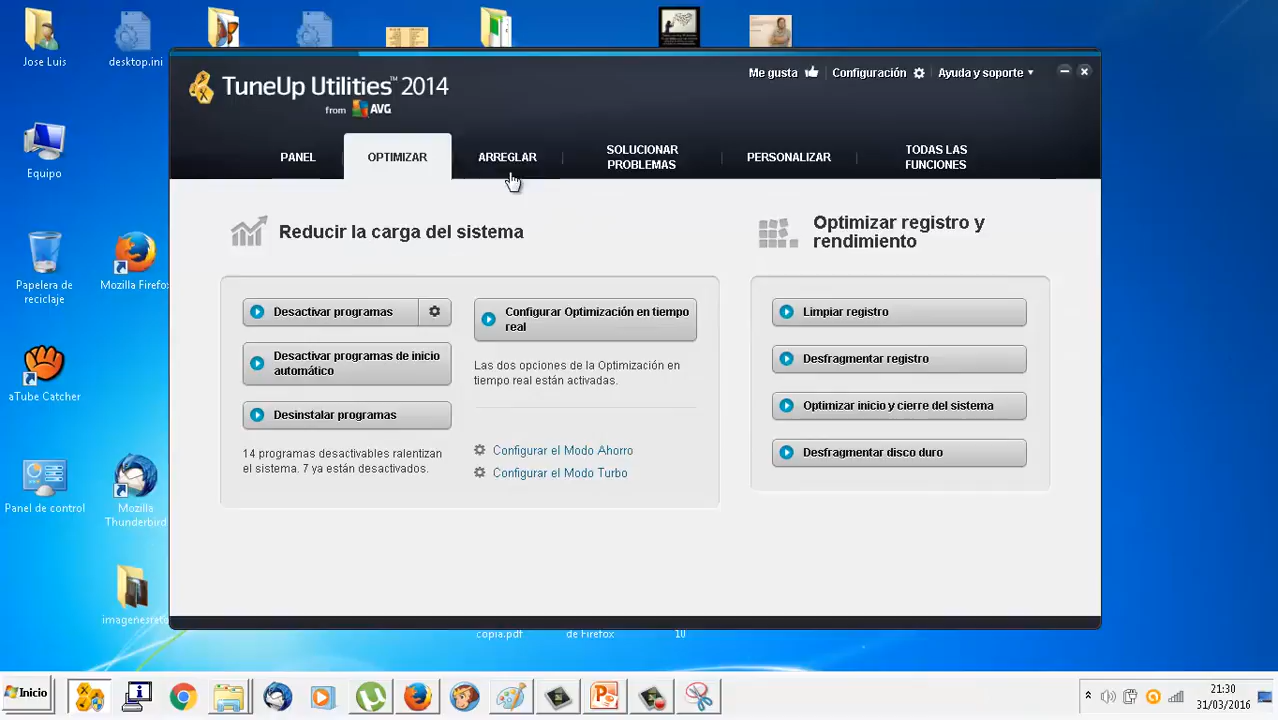 Jose Luis
desktop.ini
TuneUp Utilities™ 2014
from AVG
Me gusta
Configuración
Ayuda y soporte
PANEL
OPTIMIZAR
ARREGLAR
SOLUCIONAR
PROBLEMAS
PERSONALIZAR
TODAS LAS
FUNCIONES
Equipo
Papelera de
reciclaje
Mozilla Firefox
aTube Catcher
Panel de control
Mozilla
Thunderbird
imagenesreto
Reducir la carga del sistema
Desactivar programas
Desactivar programas de inicio
automático
Desinstalar programas
14 programas desactivables ralentizan
el sistema. 7 ya están desactivados.
Configurar Optimización en tiempo
real
Las dos opciones de la Optimización en
tiempo real están activadas.
Configurar el Modo Ahorro
Configurar el Modo Turbo
Optimizar registro y
rendimiento
Limpiar registro
Desfragmentar registro
Optimizar inicio y cierre del sistema
Desfragmentar disco duro
copia.pdf
de Firefox
10
Inicio
21:30
31/03/2016